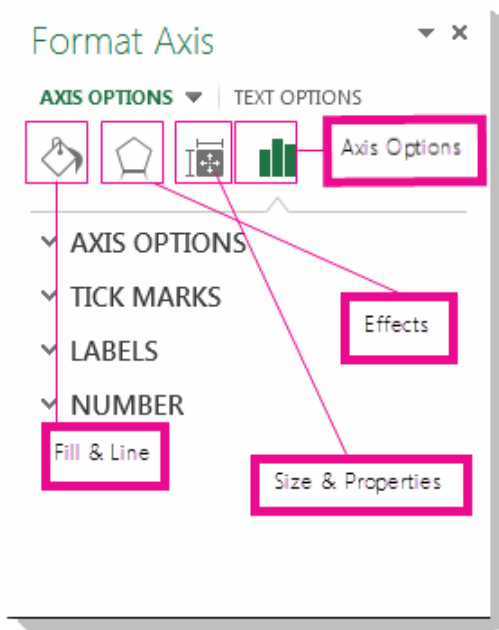 Format Axis
AXIS OPTIONS TEXT OPTIONS
Axis Options
AXIS OPTIONS
TICK MARKS
Effects
LABELS
NUMBER
Fill & Line
Size & Properties